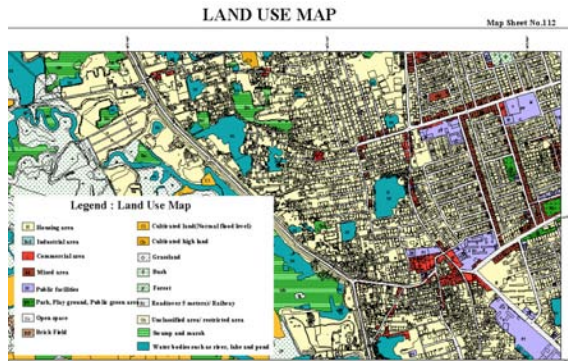 LAND USE MAP
Map Sheet No.112
Legend : Land Use Map
Housing area
Industrial area
Commercial area
Mixed area
Public facilities
Park, Play ground, Public green area
Open space
Brick Field
Cultivated land(Normal flood level)
Cultivated high land
Grassland
Bush
Forest
Road(over 5 meters)/ Railway
Unclassified area/ restricted area
Swamp and marsh
Water bodies such as river, lake and pond